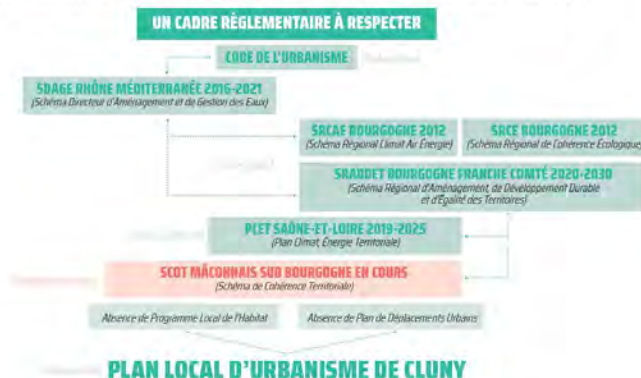 UN CADRE RÉGLEMENTAIRE À RESPECTER
CODE DE L'URBANISME
SDAGE RHÔNE MÉDITERRANÉE 2016-2021
(Schéma Directeur d'Aménagement et de Gestion des Eaux)
SRCAE BOURGOGNE 2012
(Schéma Régional Climat Air Énergie)
SRCE BOURGOGNE 2012
(Schéma Régional de Cohérence Écologique)
SRADDET BOURGOGNE FRANCHE COMTÉ 2020-2030
(Schéma Régional d'Aménagement, de Développement Durable
et d'Égalité des Territoires)
PCET SAÔNE-ET-LOIRE 2019-2025
(Plan Climat, Énergie Territoriale)
SCOT MÂCONNAIS SUD BOURGOGNE EN COURS
(Schéma de Cohérence Territoriale)
Absence de Programme Local de l'Habitat
Absence de Plan de Déplacements Urbains
PLAN LOCAL D'URBANISME DE CLUNY